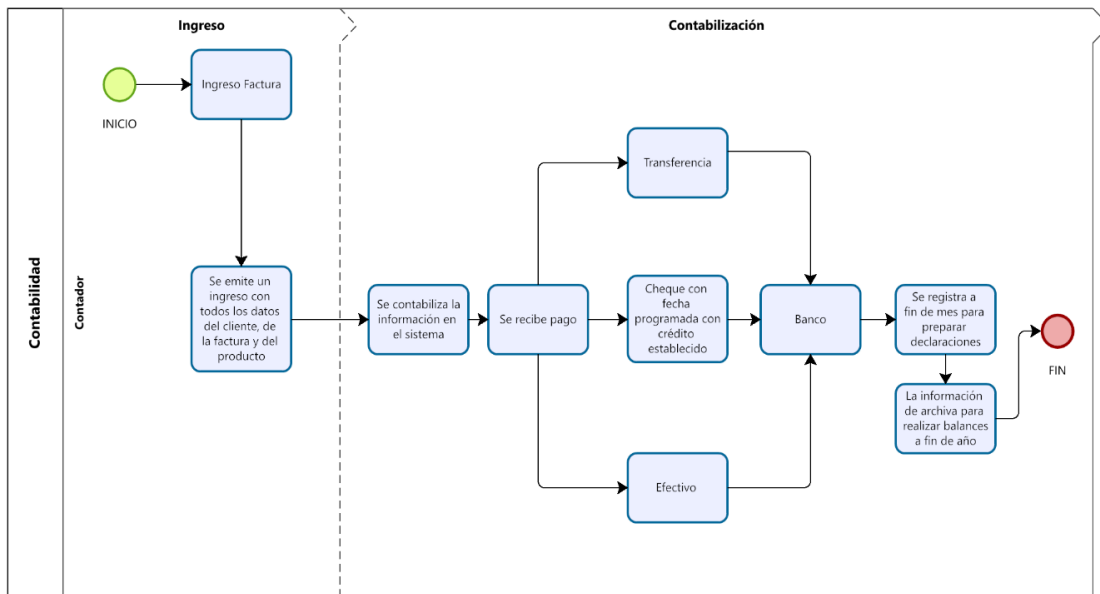 Ingreso
Contabilización
Contabilidad
Contador
INICIO
Ingreso Factura
Se emite un
ingreso con
todos los datos
del cliente, de
la factura y del
producto
Se contabiliza la
información en
el sistema
Se recibe pago
Transferencia
Cheque con
fecha
programada con
crédito
establecido
Efectivo
Banco
Se registra a
fin de mes para
preparar
declaraciones
La información
de archiva para
realizar balances
a fin de año
FIN